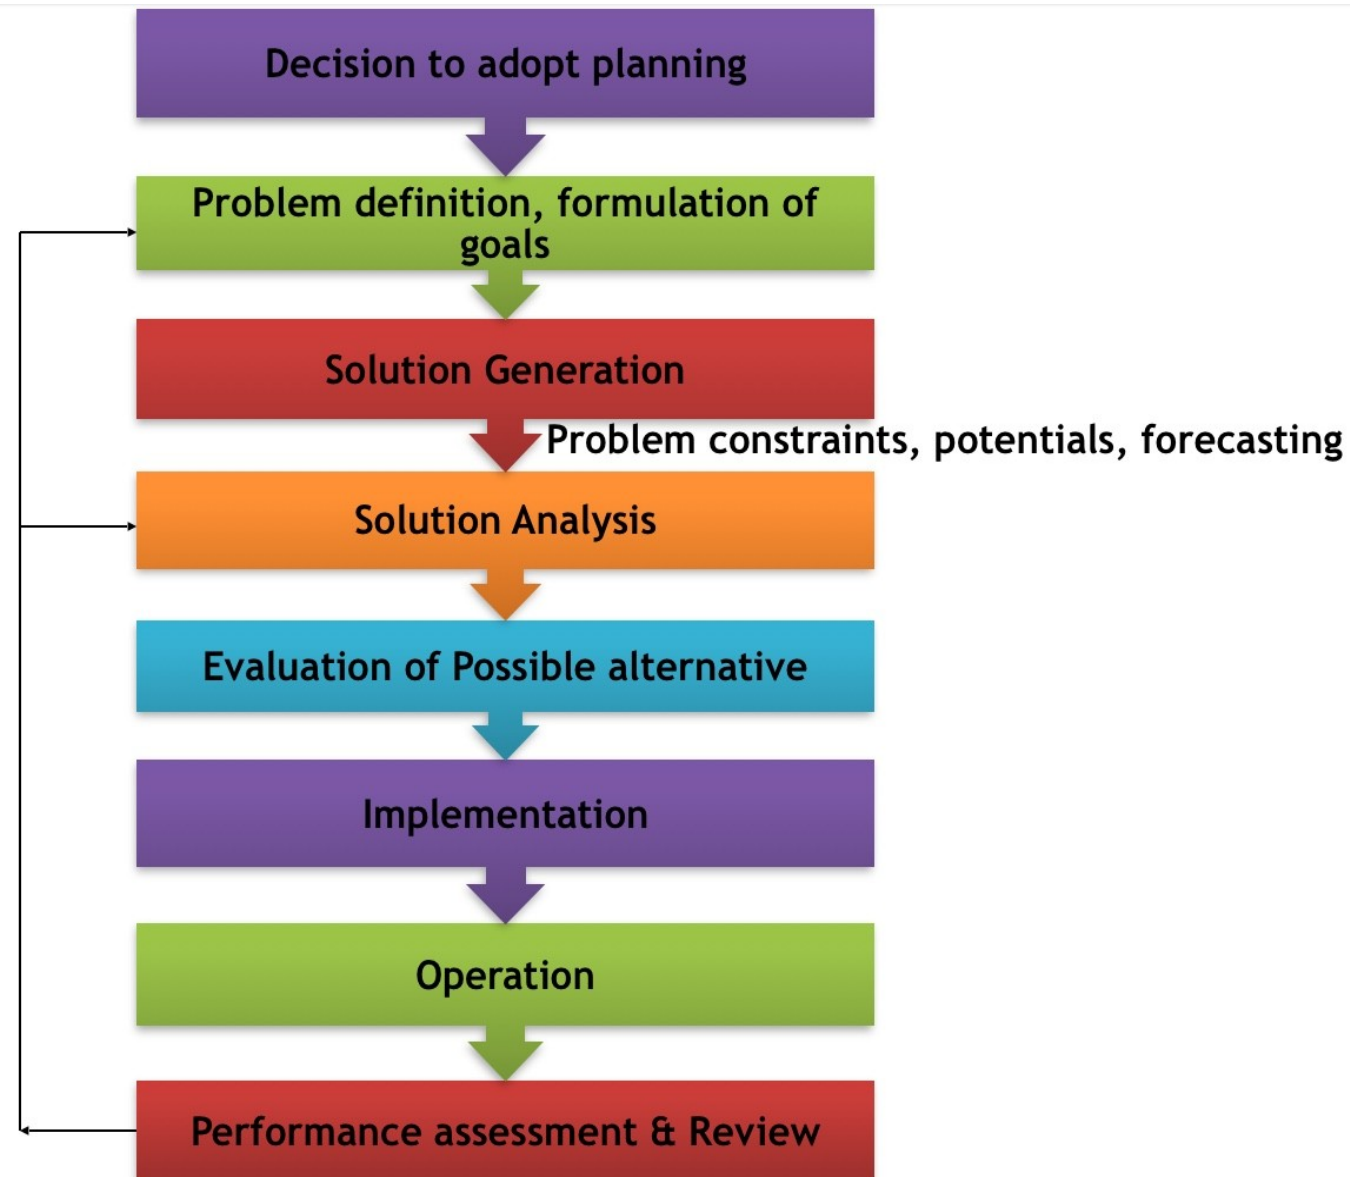 Decision to adopt planning
Problem definition, formulation of
goals
Solution Generation
Problem constraints, potentials, forecasting
Solution Analysis
Evaluation of Possible alternative
Implementation
Operation
Performance assessment & Review